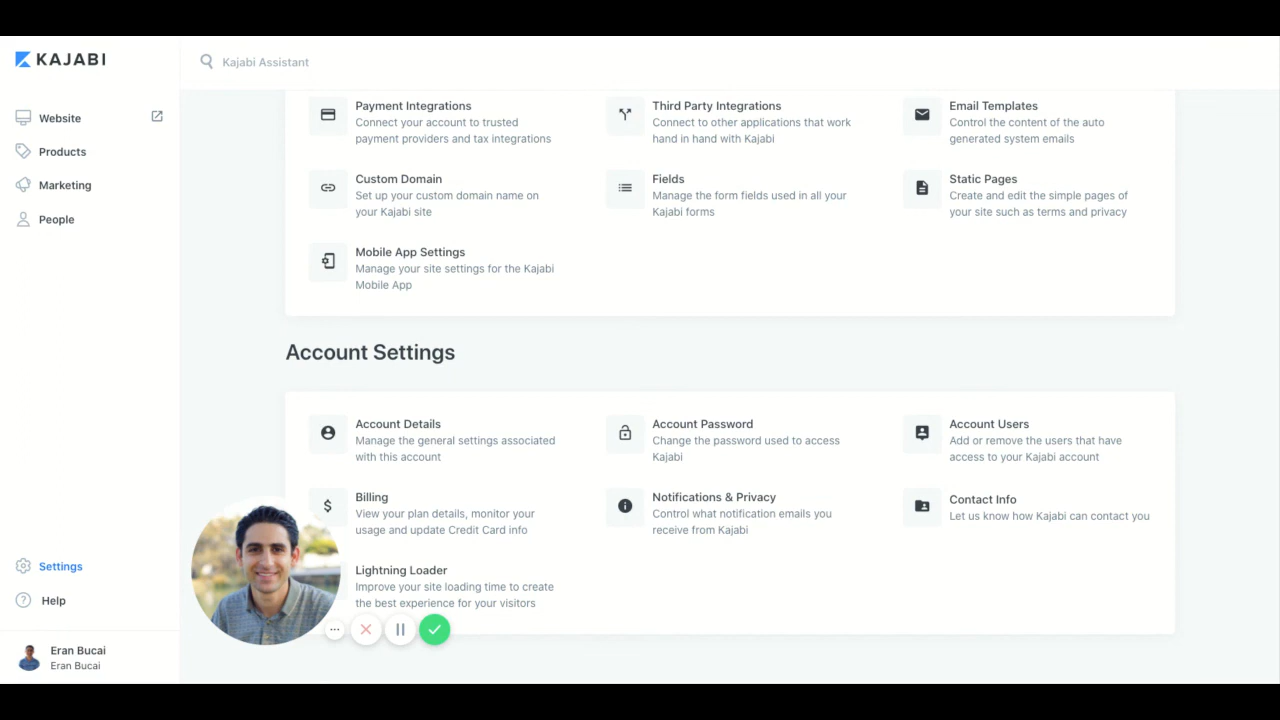 KAJABI
Kajabi Assistant
Website
Products
Marketing
People
Payment Integrations
Connect your account to trusted
payment providers and tax integrations
Third Party Integrations
Connect to other applications that work
hand in hand with Kajabi
Email Templates
Control the content of the auto
generated system emails
Custom Domain
Set up your custom domain name on
your Kajabi site
Fields
Manage the form fields used in all your
Kajabi forms
Static Pages
Create and edit the simple pages of
your site such as terms and privacy
Mobile App Settings
Manage your site settings for the Kajabi
Mobile App
Account Settings
Account Details
Manage the general settings associated
with this account
Account Password
Change the password used to access
Kajabi
Account Users
Add or remove the users that have
access to your Kajabi account
Billing
View your plan details, monitor your
usage and update Credit Card info
Notifications & Privacy
Control what notification emails you
receive from Kajabi
Contact Info
Let us know how Kajabi can contact you
Lightning Loader
Improve your site loading time to create
the best experience for your visitors
Settings
Help
Eran Bucai
Eran Bucai